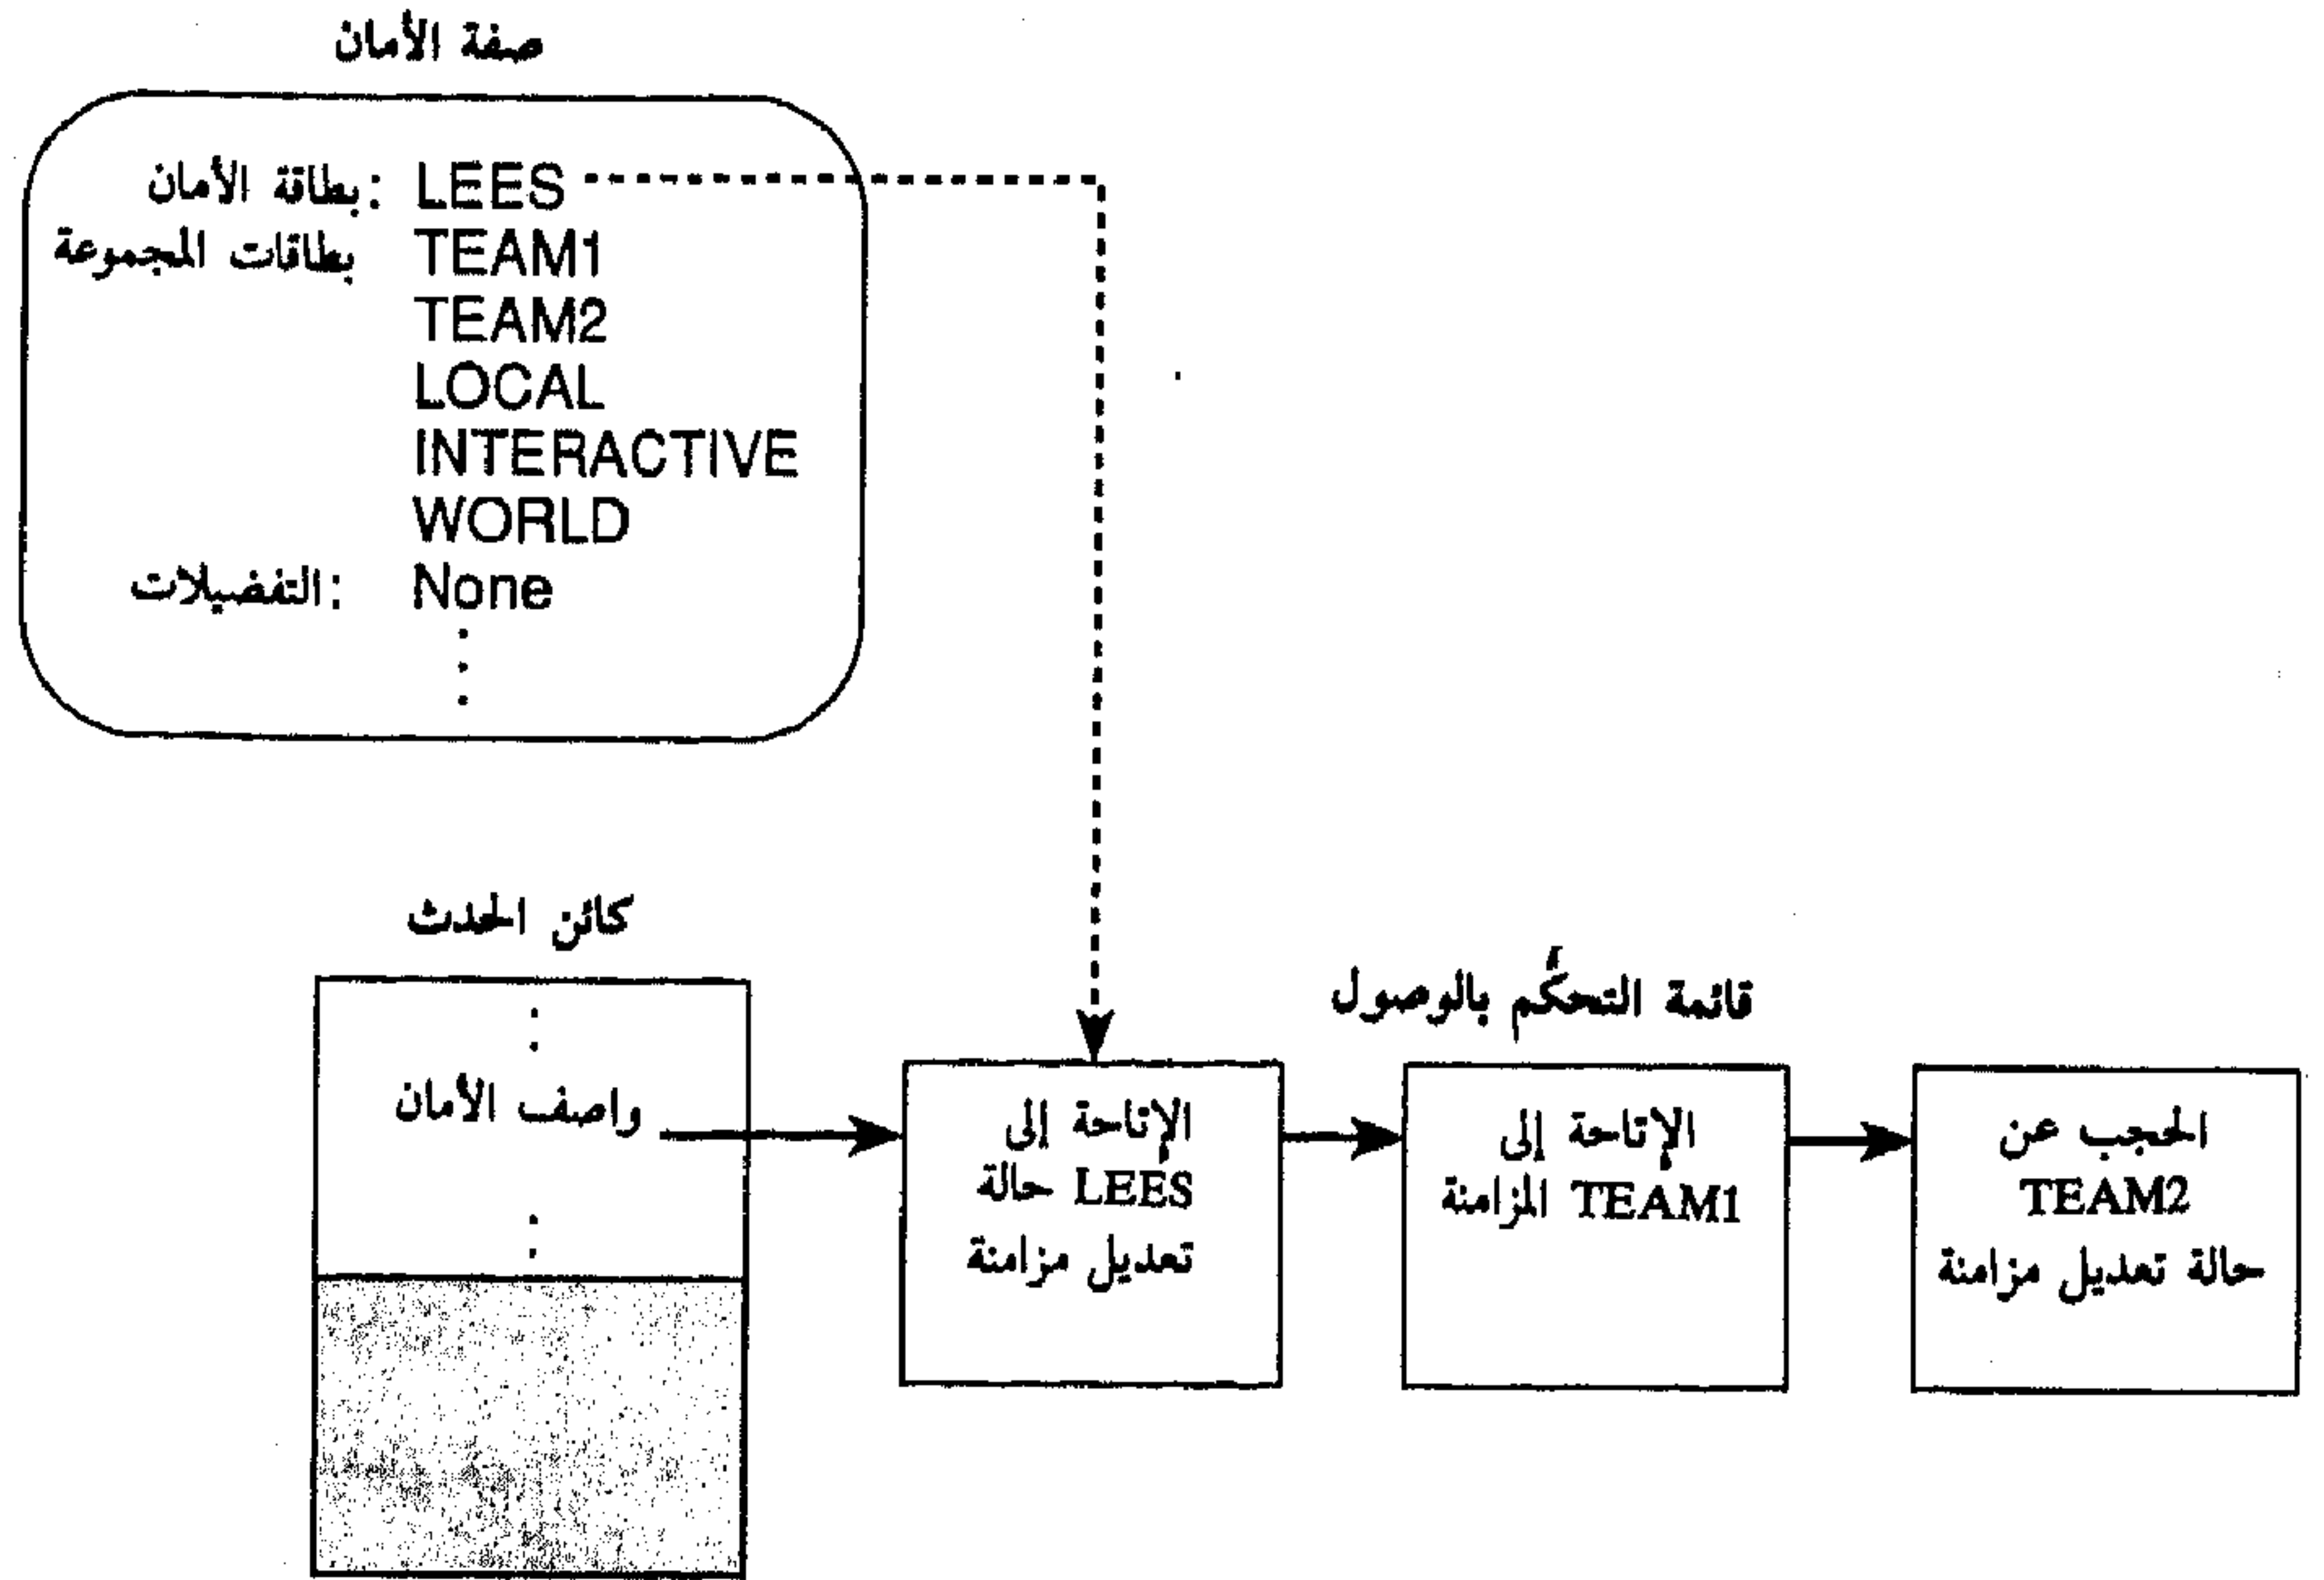 صفة الأمان
بطاقة الأمان: LEES
بطاقات المجموعة TEAM1
TEAM2
LOCAL
INTERACTIVE
WORLD
التفضيلات: None
كائن الحدث
واصف الأمان
قائمة التحكُّم بالوصول
الإتاحة إلى
LEES حالة
تعديل مزامنة
الإتاحة إلى
TEAM1 المزامنة
الحجب عن
TEAM2
حالة تعديل مزامنة